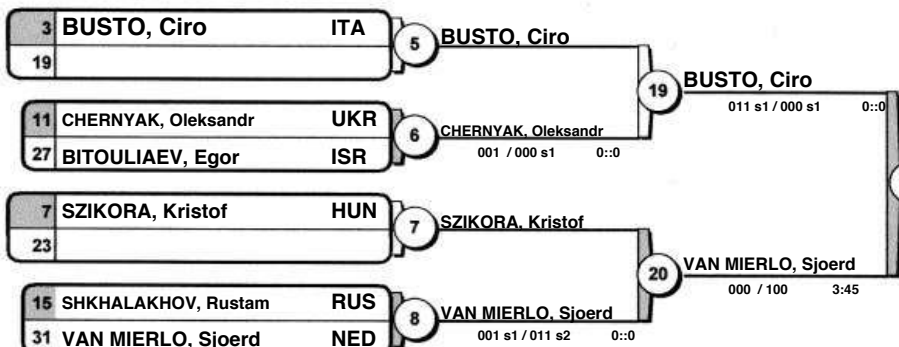 3 BUSTO, Ciro ITA
19
5
BUSTO, Ciro
11 CHERNYAK, Oleksandr UKR
27 BITOULIAEV, Egor ISR
6
CHERNYAK, Oleksandr
001 / 000 s1 0::0
19
BUSTO, Ciro
011 s1 / 000 s1 0::0
7 SZIKORA, Kristof HUN
23
7
SZIKORA, Kristof
15 SHKHALAKHOV, Rustam RUS
31 VAN MIERLO, Sjoerd NED
8
VAN MIERLO, Sjoerd
001 s1 / 011 s2 0::0
20
VAN MIERLO, Sjoerd
000 / 100 3:45